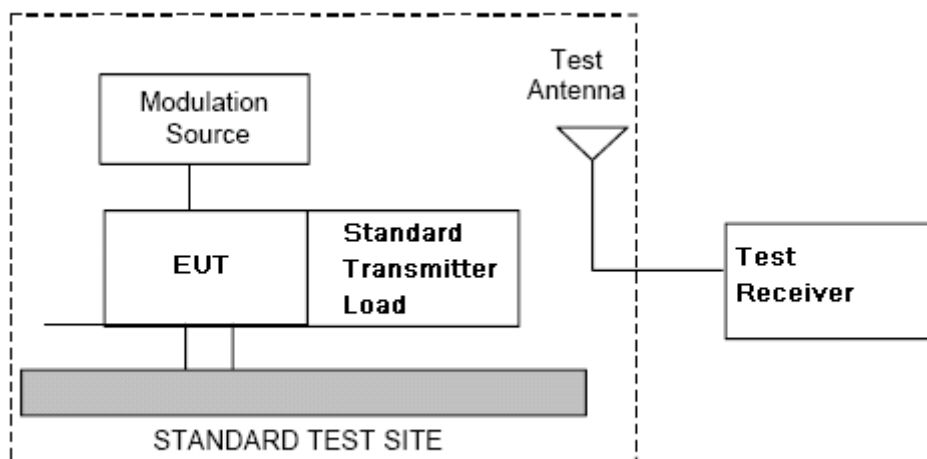 Modulation
Source
Test
Antenna
EUT
Standard
Transmitter
Load
Test
Receiver
STANDARD TEST SITE